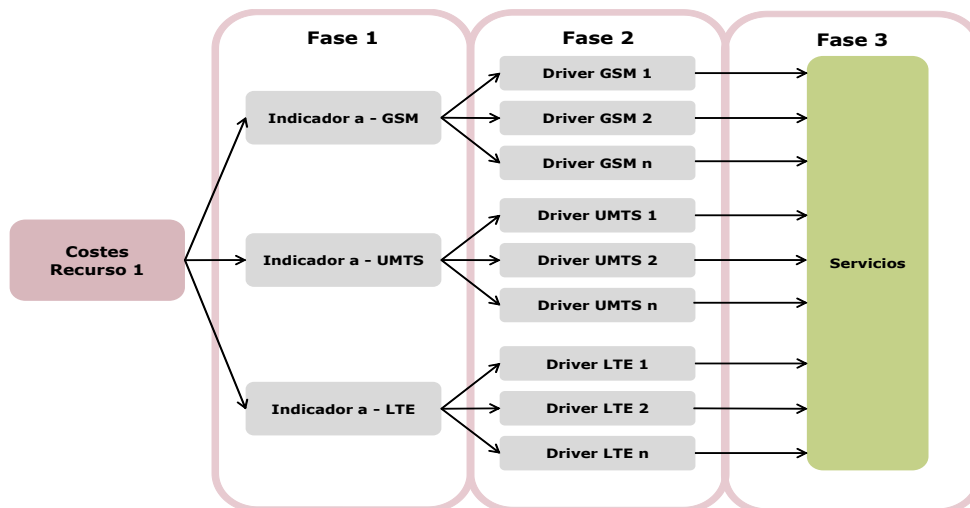 Fase 1
Fase 2
Fase 3
Costes
Recurso 1
Indicador a - GSM
Indicador a - UMTS
Indicador a - LTE
Driver GSM 1
Driver GSM 2
Driver GSM n
Driver UMTS 1
Driver UMTS 2
Driver UMTS n
Driver LTE 1
Driver LTE 2
Driver LTE n
Servicios